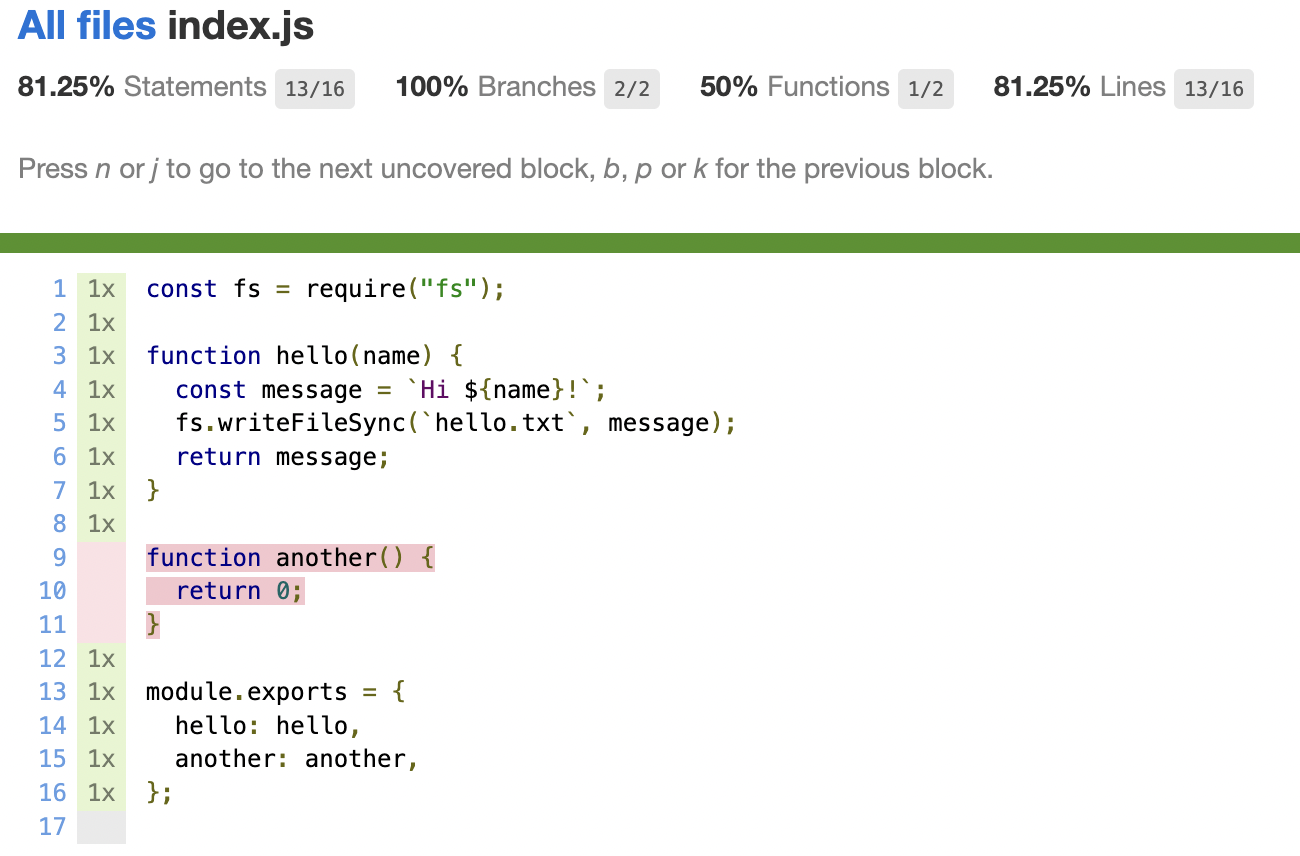 All files index.js
81.25% Statements 13/16 100% Branches 2/2 50% Functions 1/2 81.25% Lines 13/16
Press n or j to go to the next uncovered block, b, p or k for the previous block.
1 1x const fs = require("fs");
2 1x
3 1x function hello(name) {
4 1x   const message = `Hi ${name}!`;
5 1x   fs.writeFileSync(`hello.txt`, message);
6 1x   return message;
7 1x }
8 1x
9 function another() {
10   return 0;
11 }
12 1x
13 1x module.exports = {
14 1x   hello: hello,
15 1x   another: another,
16 1x };
17